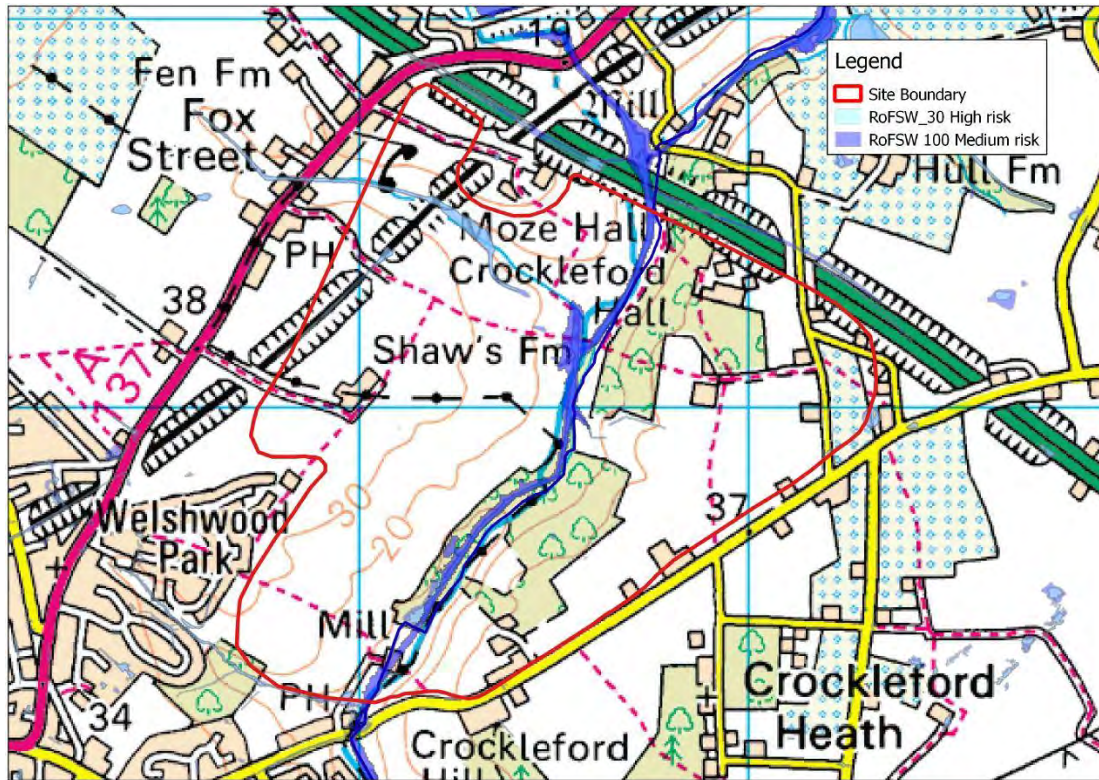 19
Fen Fm
Fox
Street
Mill
Legend
Site Boundary
RoFSW_30 High risk
RoFSW 100 Medium risk
Hull Fm
PH
Moze Hall
Crockleford
Hall
38
Shaw's Fm
A 137
30
20
37
Welshwood
Park
Mill
PH
34
Crockleford
Heath
Crockleford
Hill